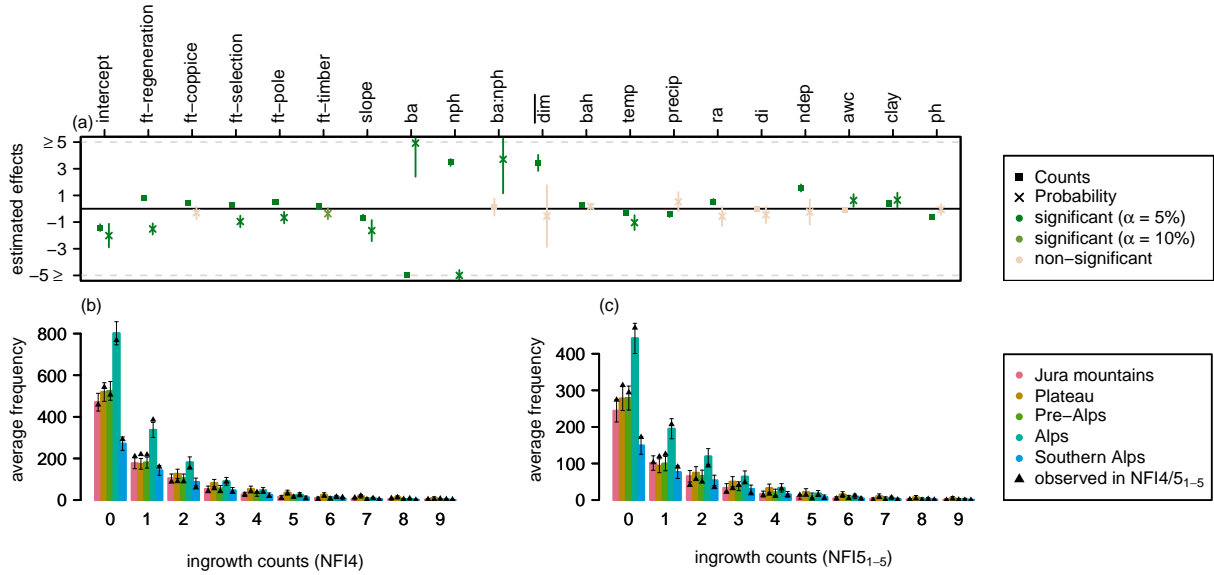 intercept
ft−regeneration
ft−coppice
ft−selection
ft−pole
ft−timber
slope
ba
nph
ba:nph
dim
bah
temp
precip
ra
di
ndep
awc
clay
ph
(a)
estimated effects
≥ 5
3
1
−1
−3
−5 ≥
Counts
Probability
significant (α = 5%)
significant (α = 10%)
non−significant
(b)
average frequency
800
600
400
200
0
0 1 2 3 4 5 6 7 8 9
ingrowth counts (NFI4)
(c)
average frequency
400
300
200
100
0
0 1 2 3 4 5 6 7 8 9
ingrowth counts (NFI5₁₋₅)
Jura mountains
Plateau
Pre−Alps
Alps
Southern Alps
observed in NFI4/5₁₋₅